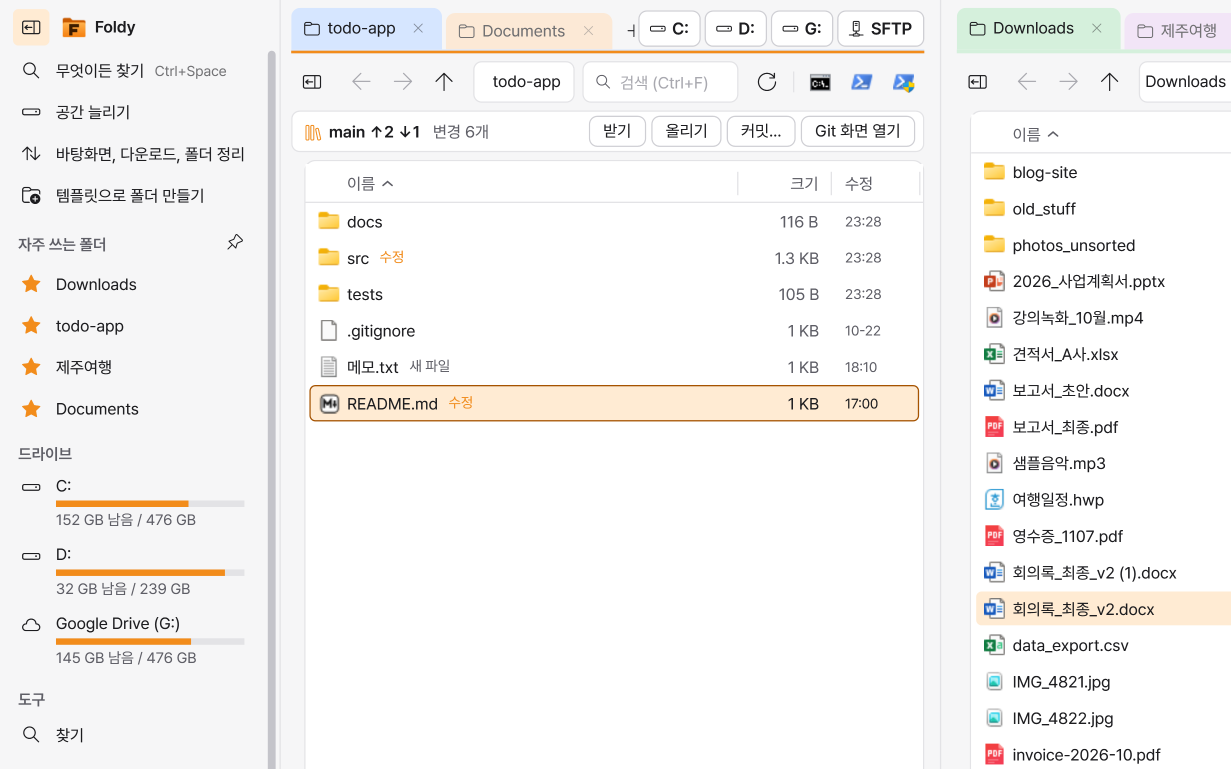 Foldy
무엇이든 찾기 Ctrl+Space
공간 늘리기
바탕화면, 다운로드, 폴더 정리
템플릿으로 폴더 만들기
자주 쓰는 폴더
Downloads
todo-app
제주여행
Documents
드라이브
C:
152 GB 남음 / 476 GB
D:
32 GB 남음 / 239 GB
Google Drive (G:)
145 GB 남음 / 476 GB
도구
찾기
todo-app × Documents × + C: D: G: SFTP
todo-app 검색 (Ctrl+F)
main ↑2 ↓1 변경 6개 받기 올리기 커밋... Git 화면 열기
이름 크기 수정
docs 116 B 23:28
src 수정 1.3 KB 23:28
tests 105 B 23:28
.gitignore 1 KB 10-22
메모.txt 새 파일 1 KB 18:10
README.md 수정 1 KB 17:00
Downloads × 제주여행
Downloads
이름
blog-site
old_stuff
photos_unsorted
2026_사업계획서.pptx
강의녹화_10월.mp4
견적서_A사.xlsx
보고서_초안.docx
보고서_최종.pdf
샘플음악.mp3
여행일정.hwp
영수증_1107.pdf
회의록_최종_v2 (1).docx
회의록_최종_v2.docx
data_export.csv
IMG_4821.jpg
IMG_4822.jpg
invoice-2026-10.pdf